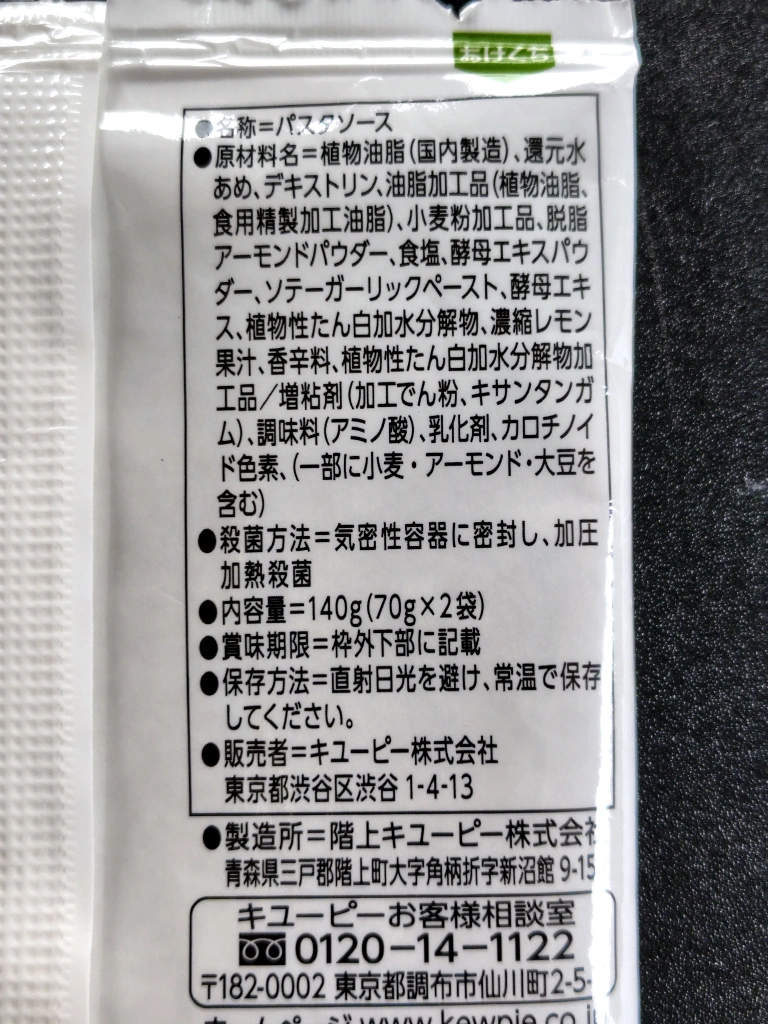 おけくち
●名称=パスタソース
●原材料名=植物油脂(国内製造)、還元水
あめ、デキストリン、油脂加工品(植物油脂、
食用精製加工油脂)、小麦粉加工品、脱脂
アーモンドパウダー、食塩、酵母エキスパウ
ダー、ソテーガーリックペースト、酵母エキ
ス、植物性たん白加水分解物、濃縮レモン
果汁、香辛料、植物性たん白加水分解物加
工品/増粘剤(加工でん粉、キサンタンガ
ム)、調味料(アミノ酸)、乳化剤、カロチノイ
ド色素、(一部に小麦・アーモンド・大豆を
含む)
●殺菌方法=気密性容器に密封し、加圧
加熱殺菌
●内容量=140g(70g×2袋)
●賞味期限=枠外下部に記載
●保存方法=直射日光を避け、常温で保存
してください。
●販売者=キユーピー株式会社
東京都渋谷区渋谷 1-4-13
●製造所=階上キユーピー株式会社
青森県三戸郡階上町大字角柄折字新沼館 9-15
キユーピーお客様相談室
0120-14-1122
〒182-0002 東京都調布市仙川町2-5-
ホームページ www.kewpie.co.j